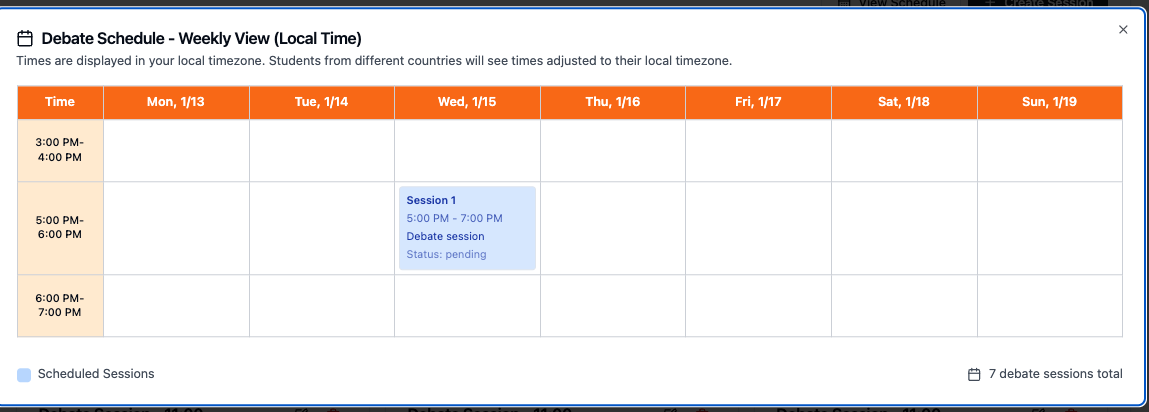 View Schedule
Create Session
Debate Schedule - Weekly View (Local Time)
Times are displayed in your local timezone. Students from different countries will see times adjusted to their local timezone.
Time Mon, 1/13 Tue, 1/14 Wed, 1/15 Thu, 1/16 Fri, 1/17 Sat, 1/18 Sun, 1/19
3:00 PM-
4:00 PM
5:00 PM-
6:00 PM
Session 1
5:00 PM - 7:00 PM
Debate session
Status: pending
6:00 PM-
7:00 PM
Scheduled Sessions
7 debate sessions total